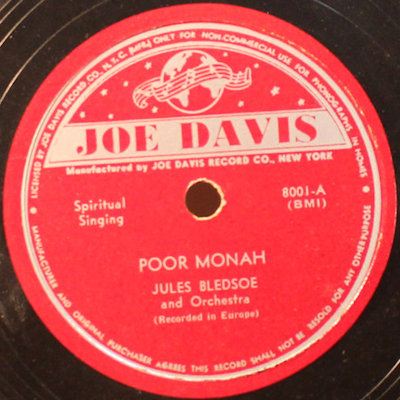 LICENSED BY JOE DAVIS RECORD CO., N.Y.C. (MFR.) ONLY FOR NON-COMMERCIAL USE FOR PHONOGRAPHS IN HOMES
JOE DAVIS
Manufactured by JOE DAVIS RECORD CO., NEW YORK
Spiritual
Singing
8001-A
(BMI)
POOR MONAH
JULES BLEDSOE
and Orchestra
(Recorded in Europe)
MANUFACTURER AND ORIGINAL PURCHASER AGREES THIS RECORD SHALL NOT BE RESOLD FOR ANY OTHER PURPOSE